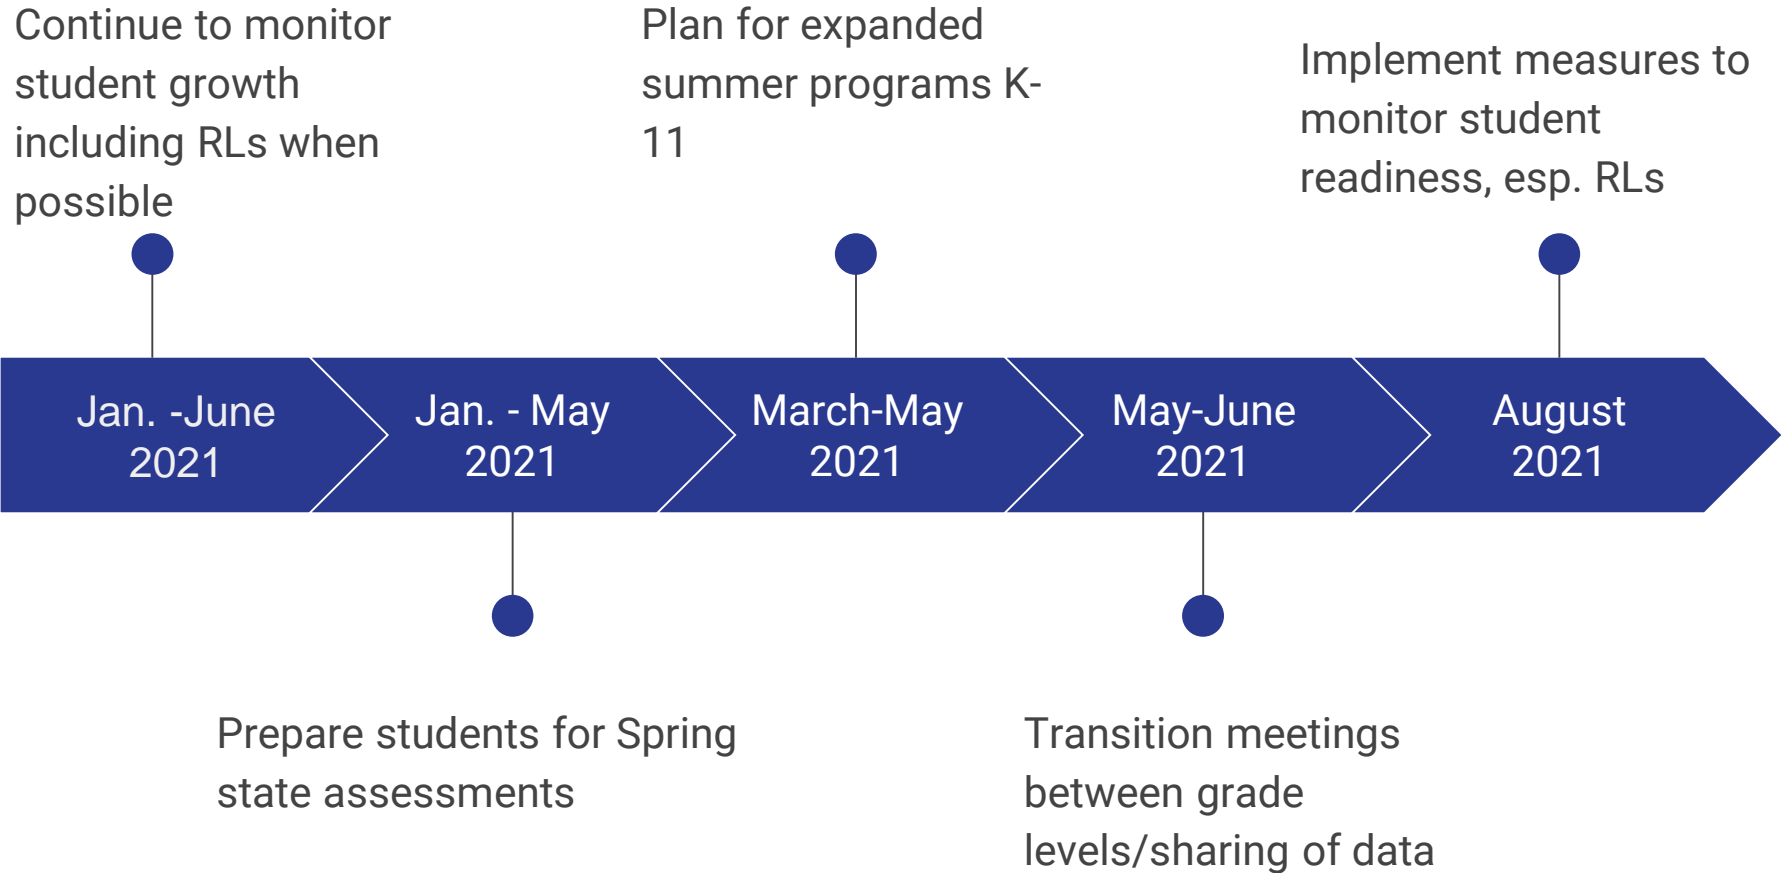 Continue to monitor
student growth
including RLs when
possible
Plan for expanded
summer programs K-
11
Implement measures to
monitor student
readiness, esp. RLs
Jan. -June
2021
Jan. - May
2021
March-May
2021
May-June
2021
August
2021
Prepare students for Spring
state assessments
Transition meetings
between grade
levels/sharing of data